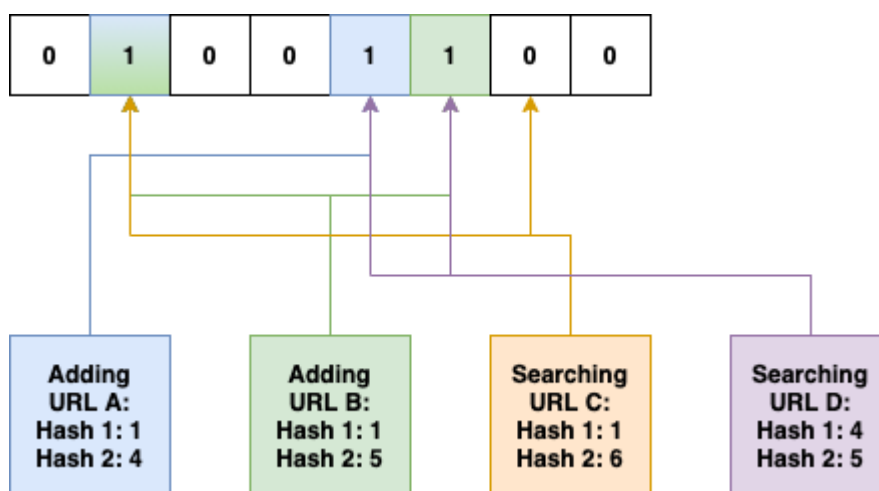 0 1 0 0 1 1 0 0
Adding Adding Searching Searching
URL A: URL B: URL C: URL D:
Hash 1: 1 Hash 1: 1 Hash 1: 1 Hash 1: 4
Hash 2: 4 Hash 2: 5 Hash 2: 6 Hash 2: 5